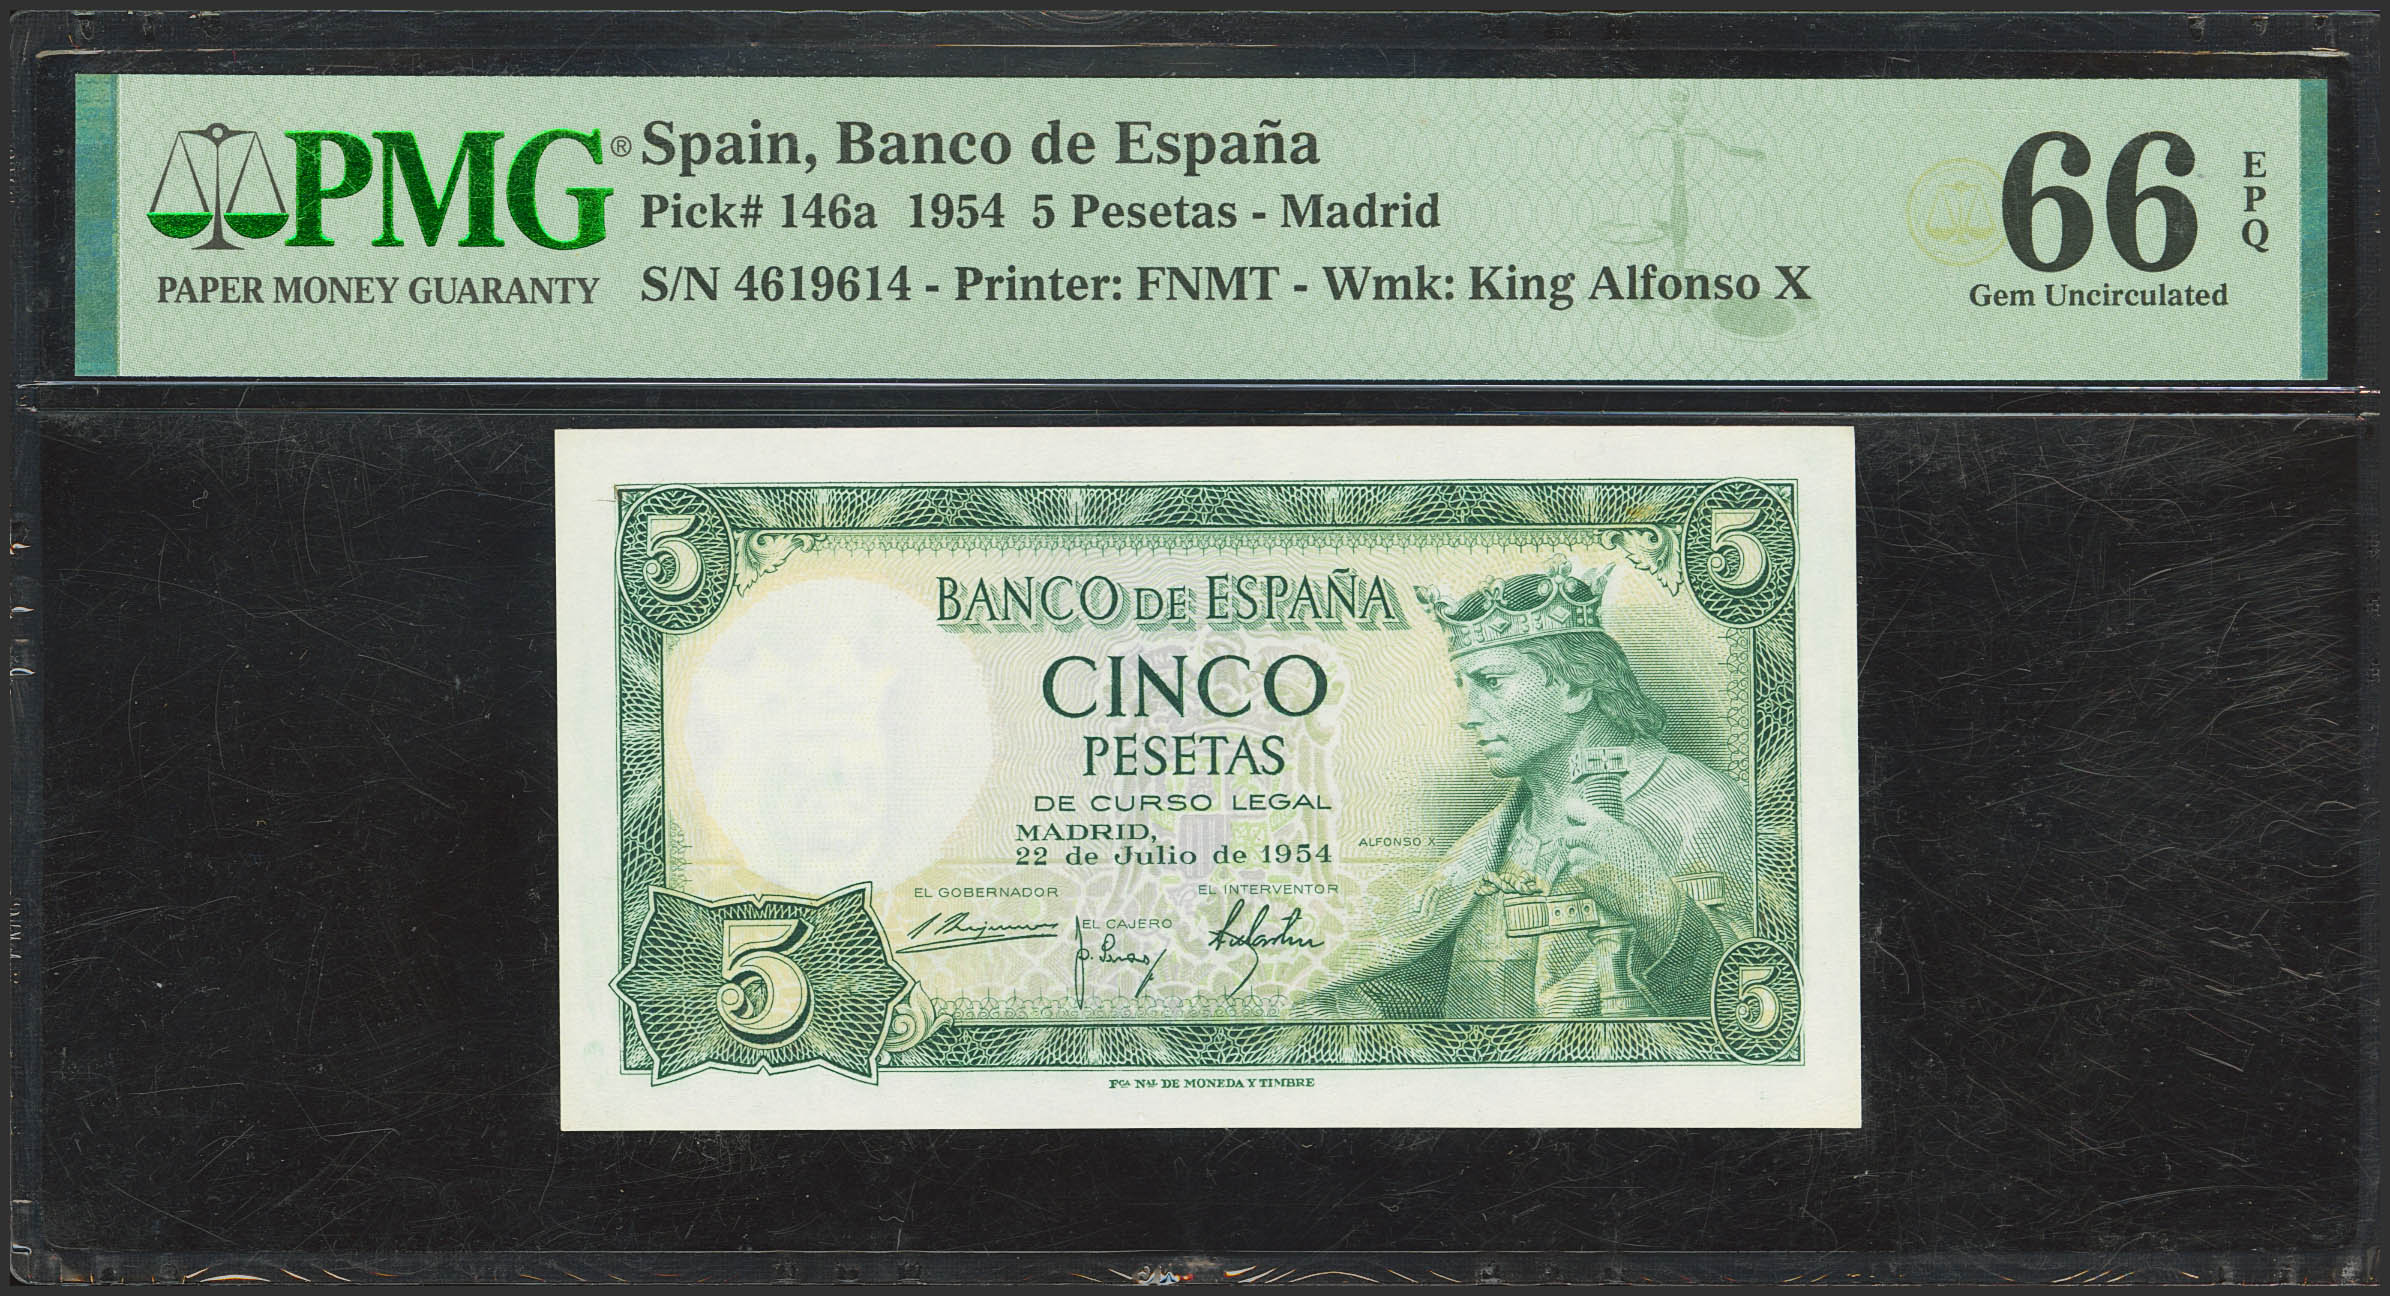 PMG®
PAPER MONEY GUARANTY
Spain, Banco de España
Pick# 146a 1954 5 Pesetas - Madrid
S/N 4619614 - Printer: FNMT - Wmk: King Alfonso X
66
EPQ
Gem Uncirculated
5
5
BANCO DE ESPAÑA
CINCO
PESETAS
DE CURSO LEGAL
MADRID,
22 de Julio de 1954
ALFONSO X
EL GOBERNADOR
EL INTERVENTOR
EL CAJERO
5
5
FCA NAL DE MONEDA Y TIMBRE